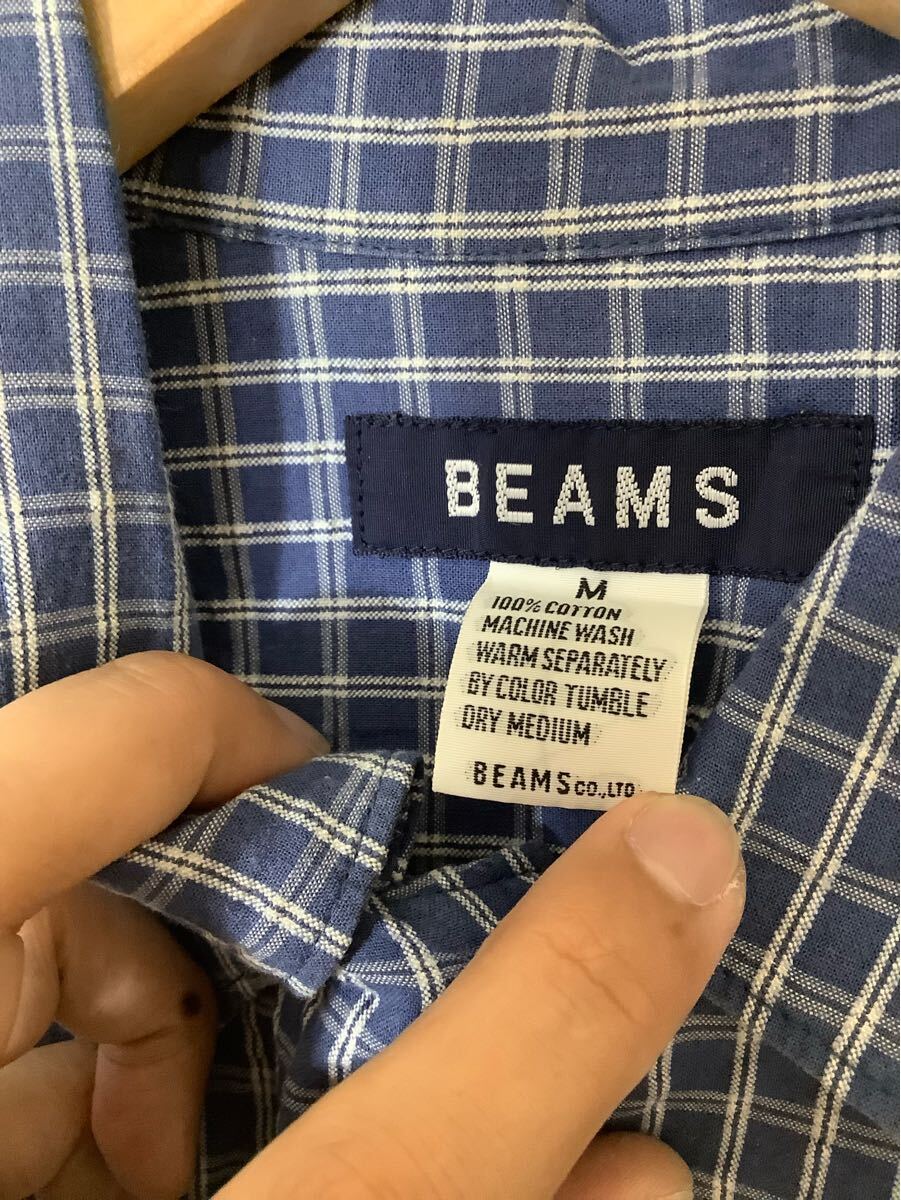 BEAMS
M
100% COTTON
MACHINE WASH
WARM SEPARATELY
BY COLOR TUMBLE
DRY MEDIUM
BEAMS CO.,LTD